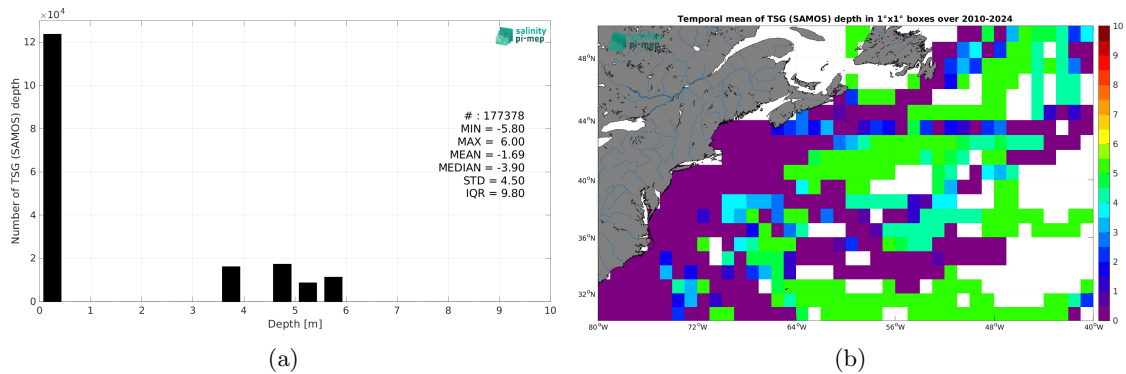 ×10⁴
12
10
8
6
4
2
0
Number of TSG (SAMOS) depth
salinity
pi-mep
# : 177378
MIN = -5.80
MAX = 6.00
MEAN = -1.69
MEDIAN = -3.90
STD = 4.50
IQR = 9.80
0 1 2 3 4 5 6 7 8 9 10
Depth [m]
(a)
Temporal mean of TSG (SAMOS) depth in 1°x1° boxes over 2010-2024
salinity
pi-mep
48°N
44°N
40°N
36°N
32°N
80°W 72°W 64°W 56°W 48°W 40°W
10
9
8
7
6
5
4
3
2
1
0
(b)